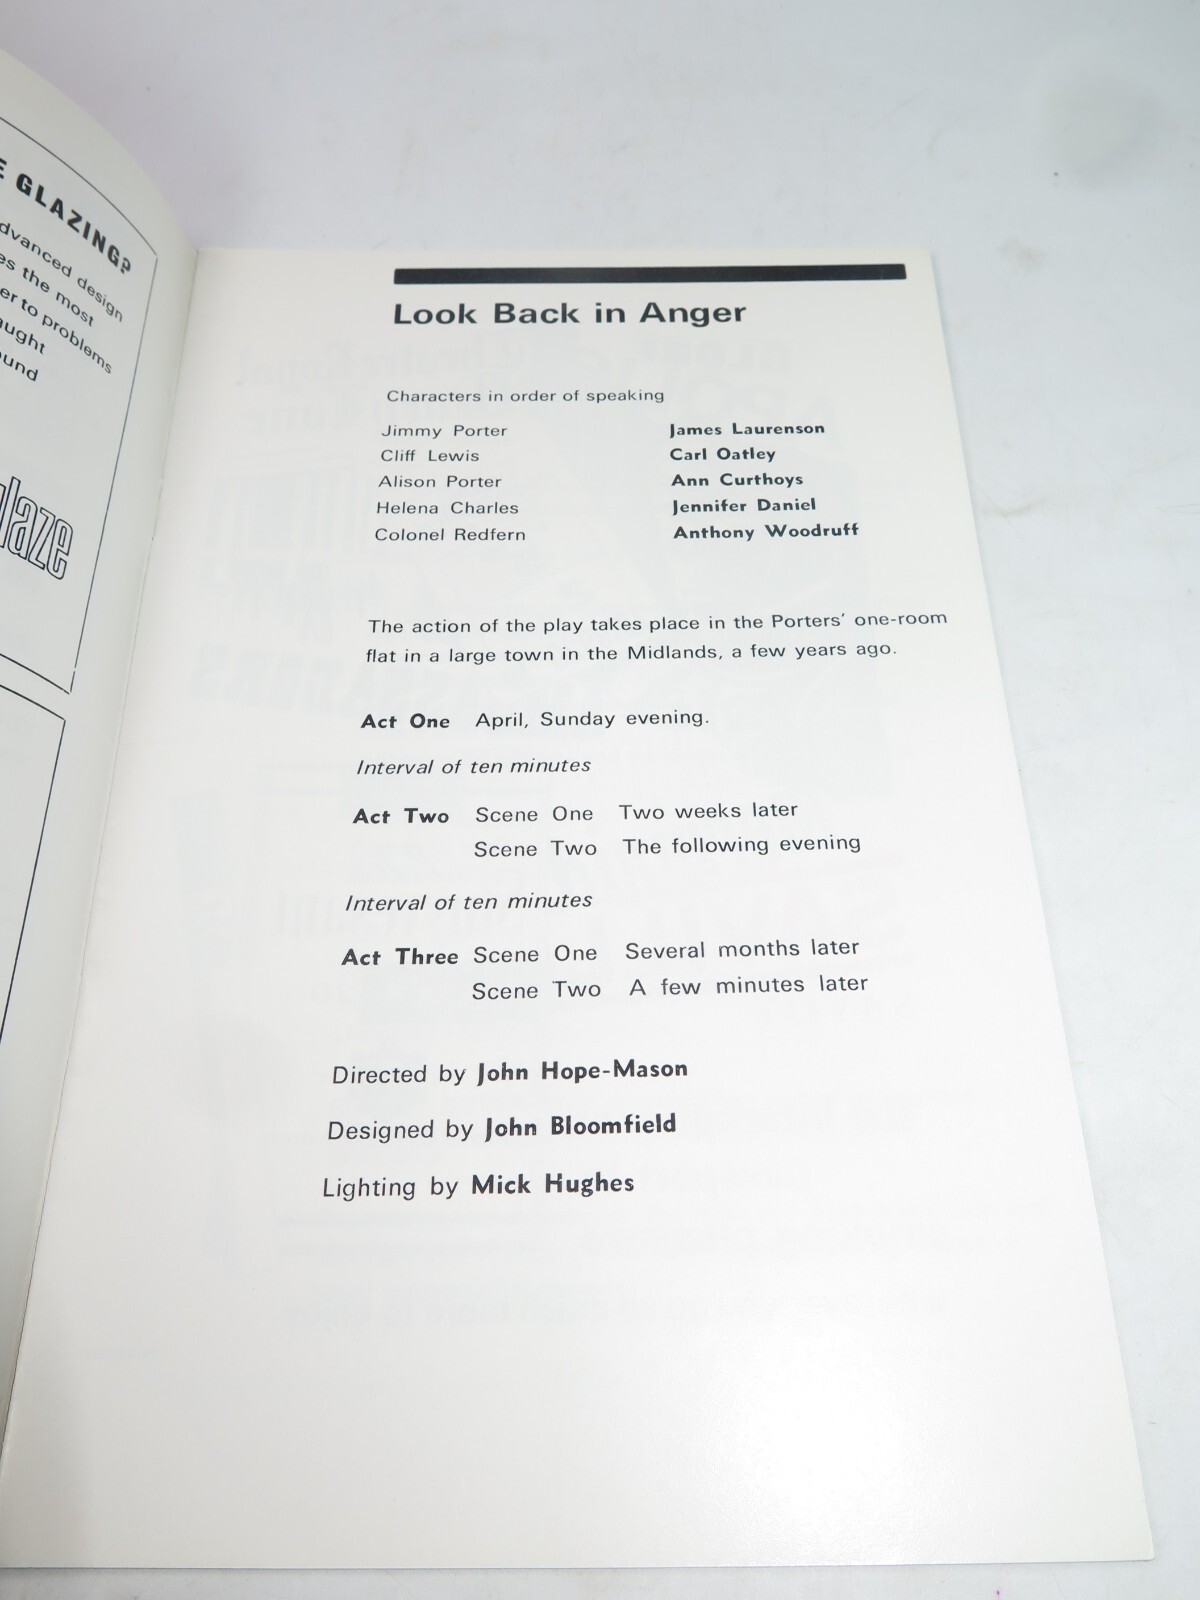 GLAZING?
design
es the most
er to problems
laze
Look Back in Anger
Characters in order of speaking
Jimmy Porter James Laurenson
Cliff Lewis Carl Oatley
Alison Porter Ann Curthoys
Helena Charles Jennifer Daniel
Colonel Redfern Anthony Woodruff
The action of the play takes place in the Porters' one-room
flat in a large town in the Midlands, a few years ago.
Act One April, Sunday evening.
Interval of ten minutes
Act Two Scene One Two weeks later
Scene Two The following evening
Interval of ten minutes
Act Three Scene One Several months later
Scene Two A few minutes later
Directed by John Hope-Mason
Designed by John Bloomfield
Lighting by Mick Hughes